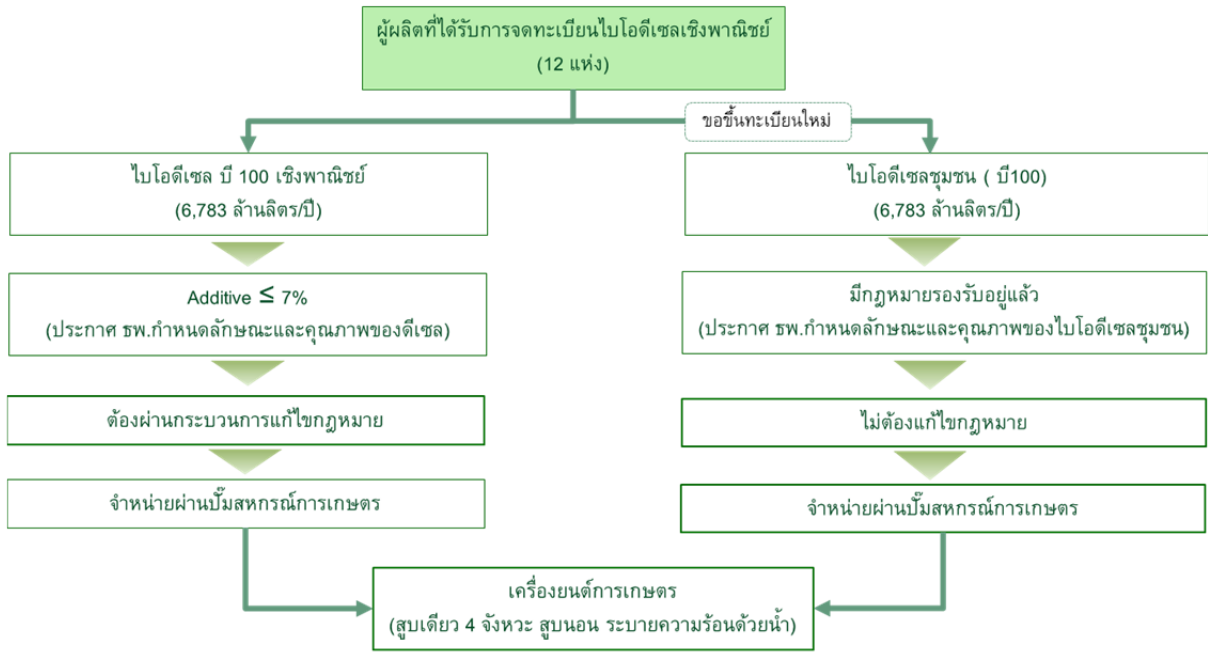 ผู้ผลิตที่ได้รับการจดทะเบียนไบโอดีเซลเชิงพาณิชย์
(12 แห่ง)
ขอขึ้นทะเบียนใหม่
ไบโอดีเซล บี 100 เชิงพาณิชย์
(6,783 ล้านลิตร/ปี)
ไบโอดีเซลชุมชน ( บี100)
(6,783 ล้านลิตร/ปี)
Additive ≤ 7%
(ประกาศ ธพ.กำหนดลักษณะและคุณภาพของดีเซล)
มีกฎหมายรองรับอยู่แล้ว
(ประกาศ ธพ.กำหนดลักษณะและคุณภาพของไบโอดีเซลชุมชน)
ต้องผ่านกระบวนการแก้ไขกฎหมาย
ไม่ต้องแก้ไขกฎหมาย
จำหน่ายผ่านปั๊มสหกรณ์การเกษตร
จำหน่ายผ่านปั๊มสหกรณ์การเกษตร
เครื่องยนต์การเกษตร
(สูบเดียว 4 จังหวะ สูบนอน ระบายความร้อนด้วยน้ำ)